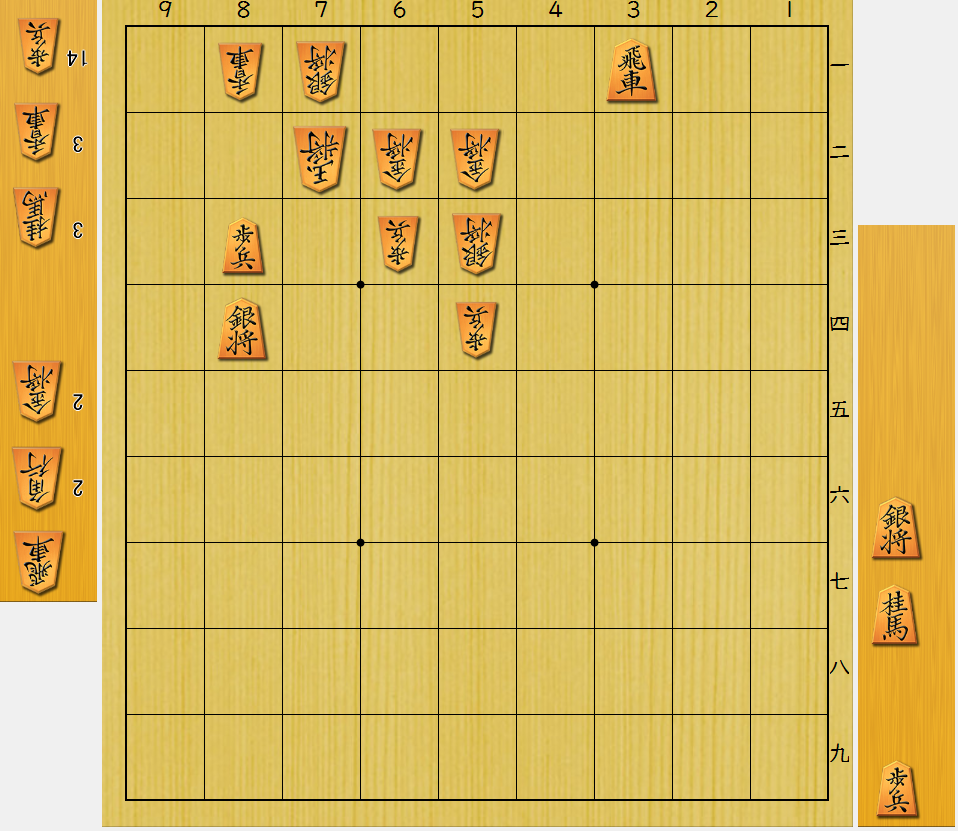 9 8 7 6 5 4 3 2 1
歩兵 14
香車 3
桂馬 3
金将 2
角行 2
飛車
香車 銀将 飛車 一
玉将 金将 金将 二
歩兵 歩兵 銀将 三
銀将 歩兵 四
五
六
七
八
九
銀将
桂馬
歩兵